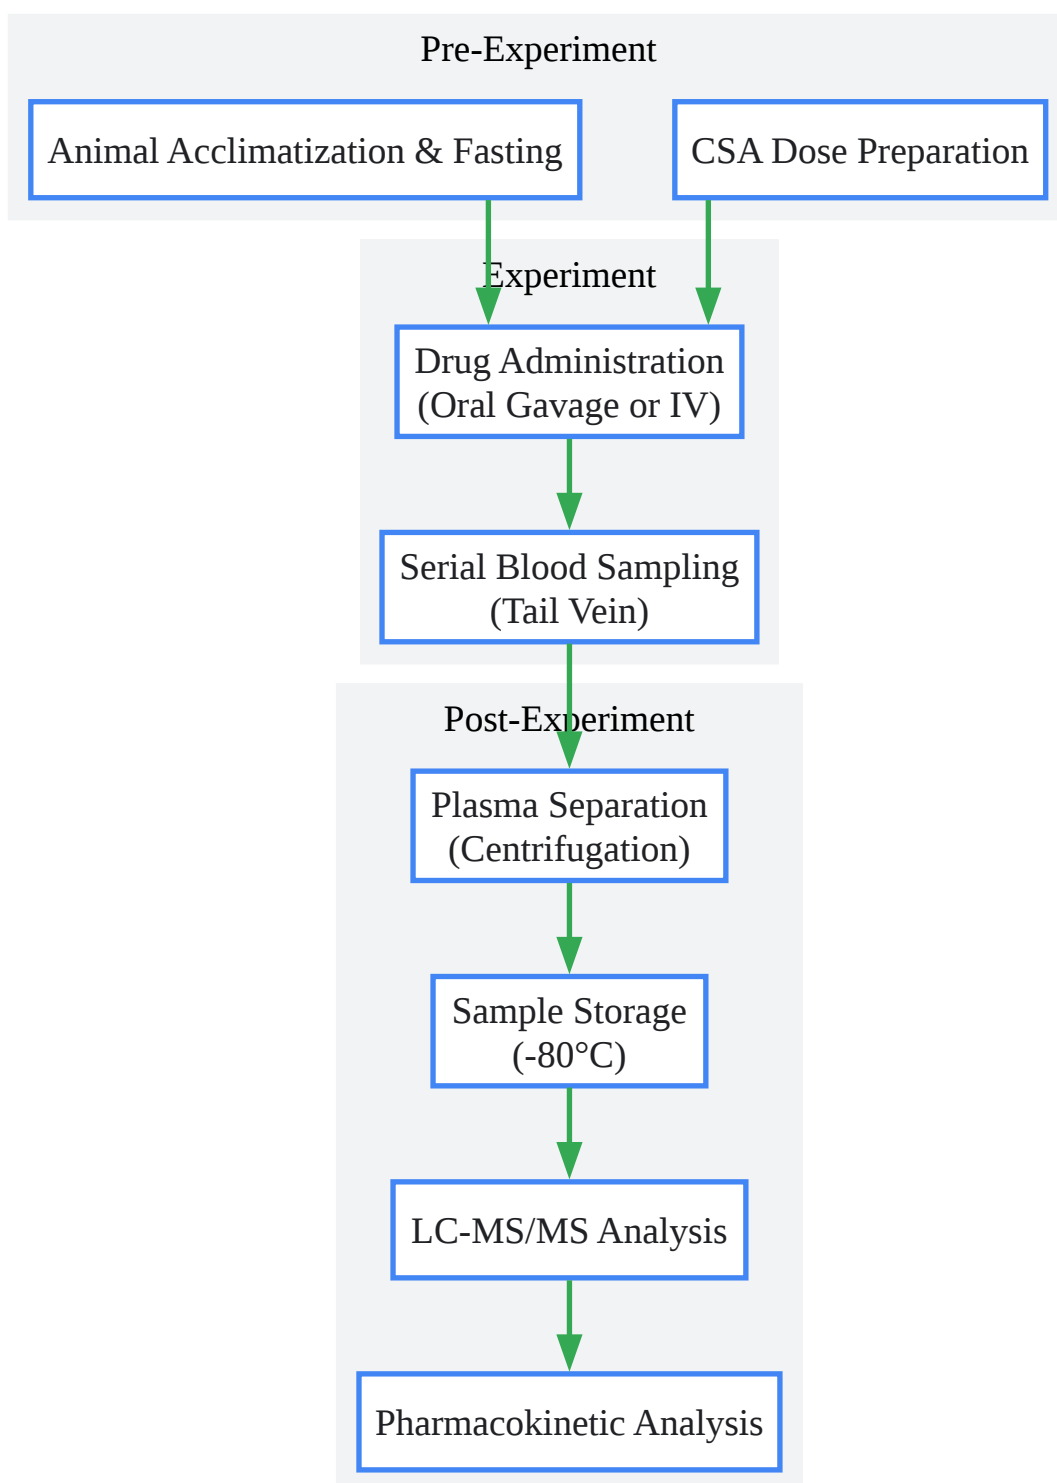 Pre-Experiment
Animal Acclimatization & Fasting
CSA Dose Preparation
Experiment
Drug Administration
(Oral Gavage or IV)
Serial Blood Sampling
(Tail Vein)
Post-Experiment
Plasma Separation
(Centrifugation)
Sample Storage
(-80°C)
LC-MS/MS Analysis
Pharmacokinetic Analysis